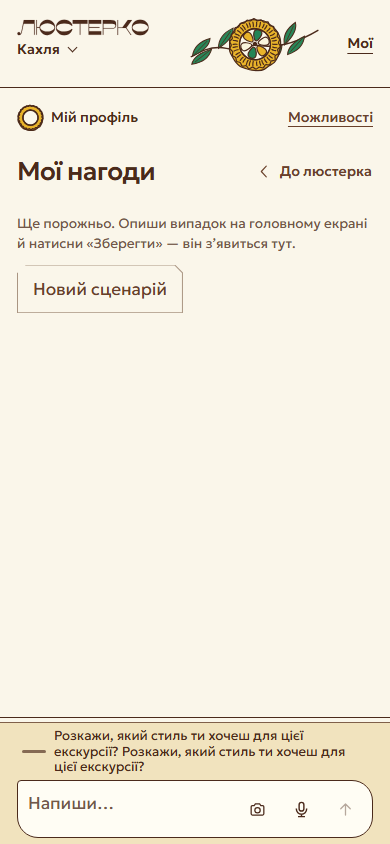 ЛЮСТЕРКО
Кахля
Мої
Мій профіль
Можливості
Мої нагоди
До люстерка
Ще порожньо. Опиши випадок на головному екрані
й натисни «Зберегти» — він з’явиться тут.
Новий сценарій
Розкажи, який стиль ти хочеш для цієї
екскурсії? Розкажи, який стиль ти хочеш для
цієї екскурсії?
Напиши...